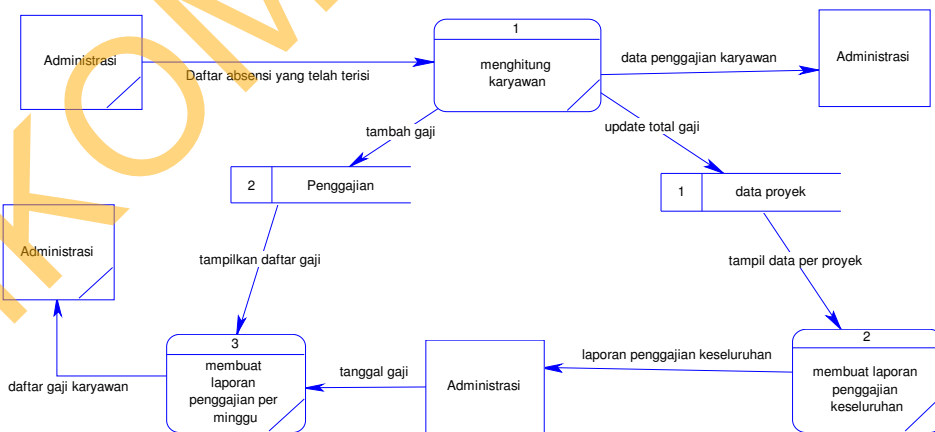 Administrasi
Daftar absensi yang telah terisi
1
menghitung
karyawan
data penggajian karyawan
Administrasi
tambah gaji
update total gaji
2 Penggajian
1 data proyek
Administrasi
tampilkan daftar gaji
tampil data per proyek
3
membuat
laporan
penggajian per
minggu
daftar gaji karyawan
tanggal gaji
Administrasi
laporan penggajian keseluruhan
2
membuat laporan
penggajian
keseluruhan
KOM